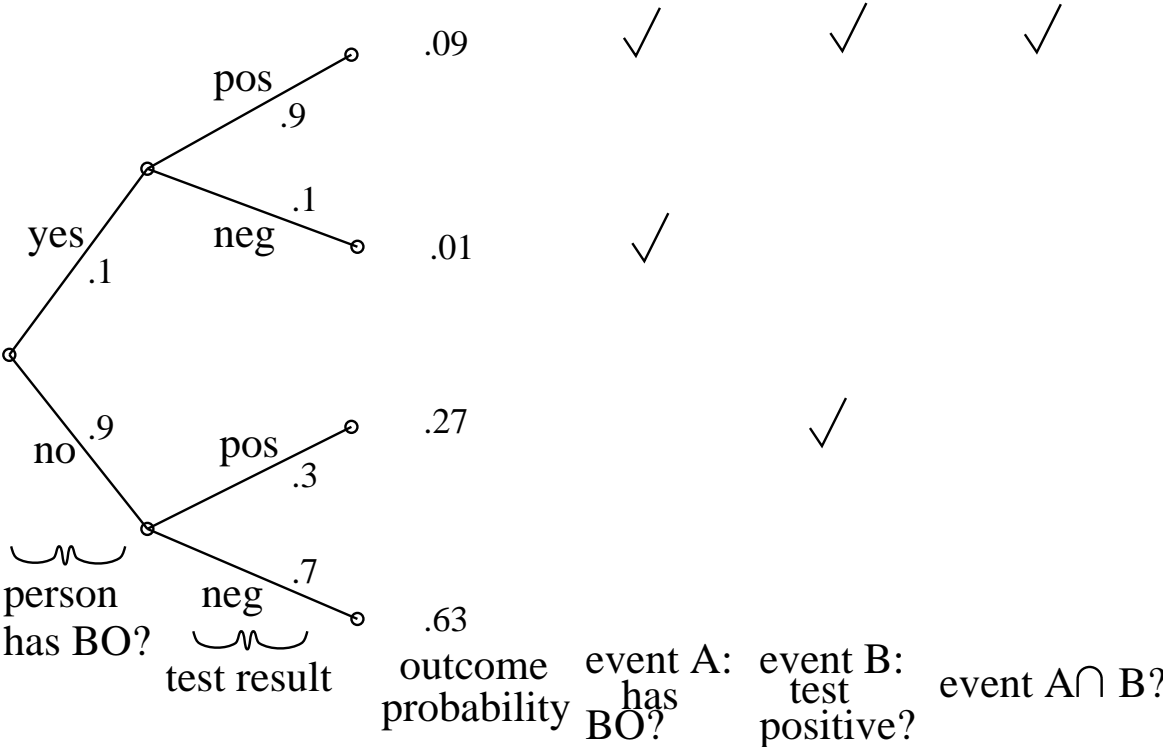 .09
pos
.9
.1
yes
neg
.01
.1
.9
.27
no
pos
.3
.7
person
has BO?
neg
.63
test result
outcome
probability
event A:
has
BO?
event B:
test
positive?
event A∩ B?